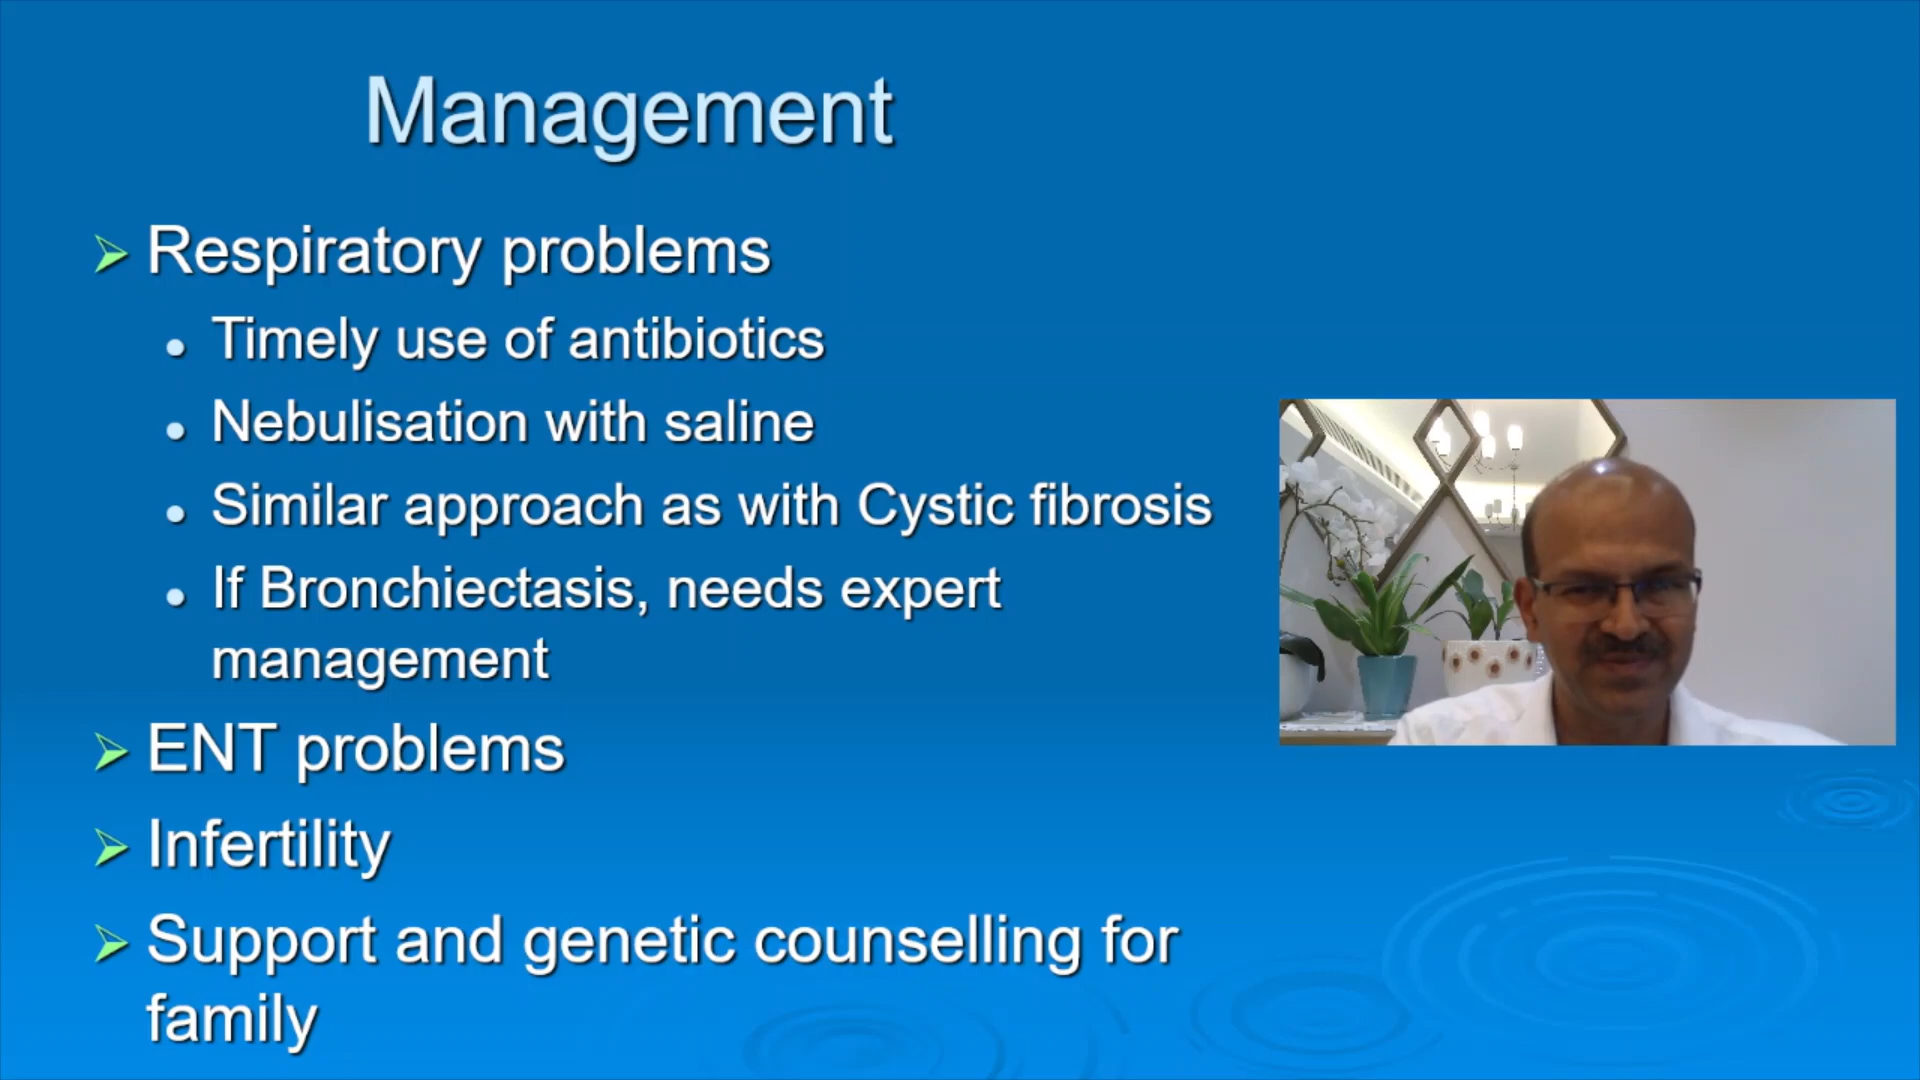 Management
Respiratory problems
Timely use of antibiotics
Nebulisation with saline
Similar approach as with Cystic fibrosis
If Bronchiectasis, needs expert
management
ENT problems
Infertility
Support and genetic counselling for
family